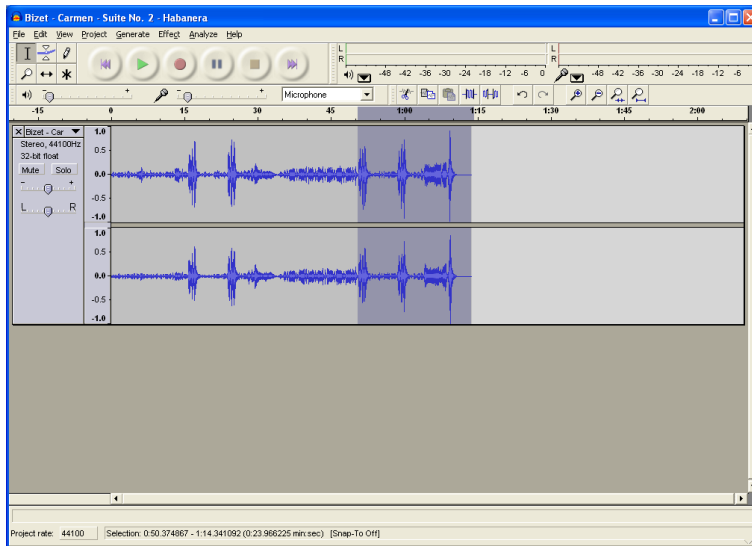 Bizet - Carmen - Suite No. 2 - Habanera
File Edit View Project Generate Effect Analyze Help
L
R
-48 -42 -36 -30 -24 -18 -12 -6 0
L
R
-48 -42 -36 -30 -24 -18 -12 -6
- + - + Microphone
-15 0 15 30 45 1:00 1:15 1:30 1:45 2:00
Bizet - Car
Stereo, 44100Hz
32-bit float
Mute Solo
- +
L R
1.0
0.5
0.0
-0.5
-1.0
1.0
0.5
0.0
-0.5
-1.0
Project rate: 44100 Selection: 0:50.374867 - 1:14.341092 (0:23.966225 min:sec) [Snap-To Off]